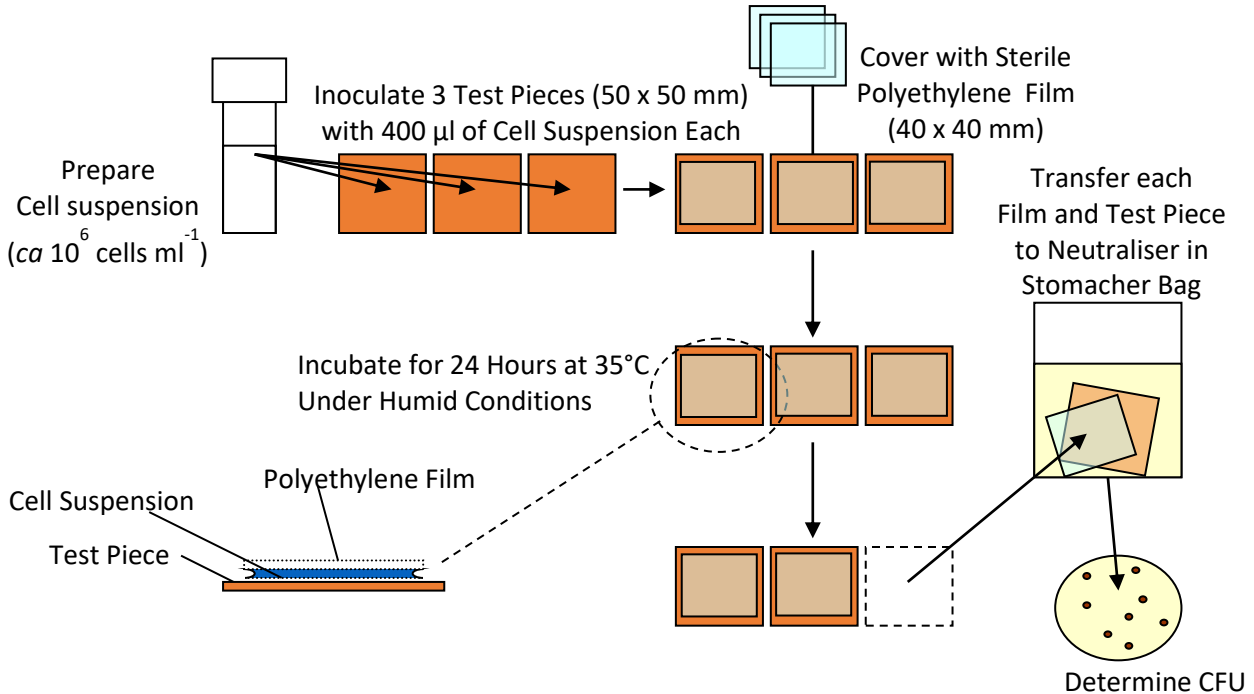 Prepare
Cell suspension
(ca 10⁶ cells ml⁻¹)
Inoculate 3 Test Pieces (50 x 50 mm)
with 400 µl of Cell Suspension Each
Cover with Sterile
Polyethylene Film
(40 x 40 mm)
Transfer each
Film and Test Piece
to Neutraliser in
Stomacher Bag
Incubate for 24 Hours at 35°C
Under Humid Conditions
Polyethylene Film
Cell Suspension
Test Piece
Determine CFU